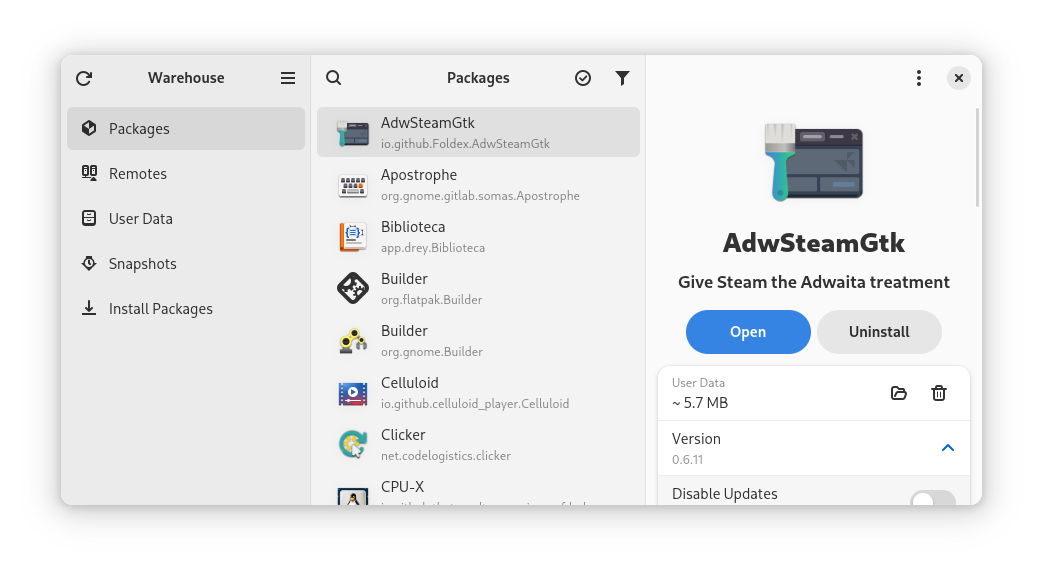 Warehouse
Packages
Remotes
User Data
Snapshots
Install Packages
Packages
AdwSteamGtk
io.github.Foldex.AdwSteamGtk
Apostrophe
org.gnome.gitlab.somas.Apostrophe
Biblioteca
app.drey.Biblioteca
Builder
org.flatpak.Builder
Builder
org.gnome.Builder
Celluloid
io.github.celluloid_player.Celluloid
Clicker
net.codelogistics.clicker
CPU-X
AdwSteamGtk
Give Steam the Adwaita treatment
Open
Uninstall
User Data
~ 5.7 MB
Version
0.6.11
Disable Updates